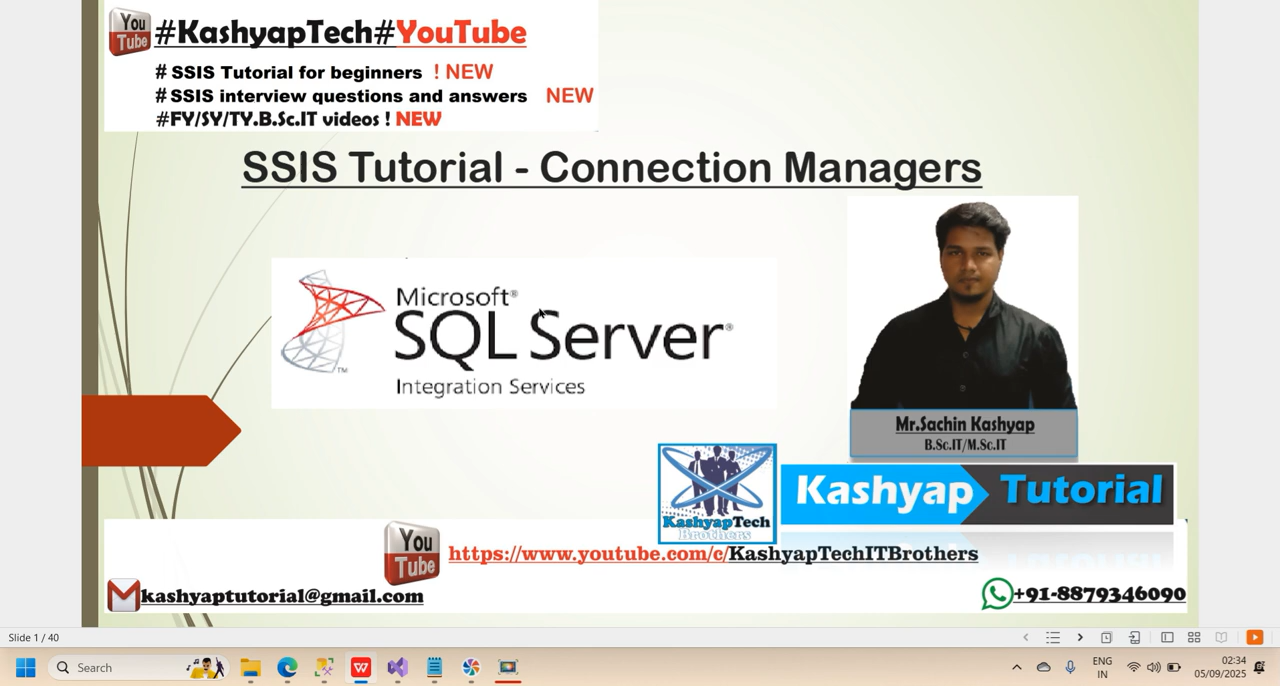 You
Tube
#KashyapTech#YouTube
# SSIS Tutorial for beginners ! NEW
# SSIS interview questions and answers NEW
#FY/SY/TY.B.Sc.IT videos ! NEW
SSIS Tutorial - Connection Managers
Microsoft®
SQL Server®
Integration Services
TM
Mr.Sachin Kashyap
B.Sc.IT/M.Sc.IT
KashyapTech
Brothers
Kashyap Tutorial
You
Tube
https://www.youtube.com/c/KashyapTechITBrothers
kashyaptutorial@gmail.com
+91-8879346090
Slide 1 / 40
Search
ENG
IN
02:34
05/09/2025